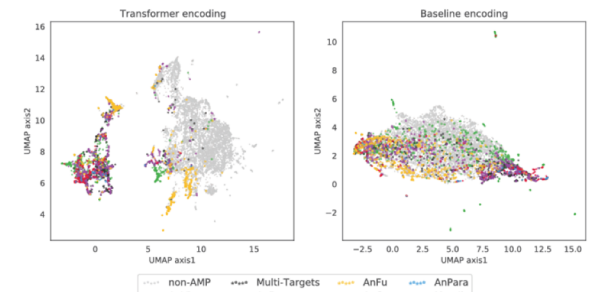 Transformer encoding
Baseline encoding
16
14
12
10
8
6
4
UMAP axis2
0
5
10
15
UMAP axis1
10
8
6
4
2
0
−2
UMAP axis2
−2.5
0.0
2.5
5.0
7.5
10.0
12.5
15.0
UMAP axis1
non-AMP
Multi-Targets
AnFu
AnPara